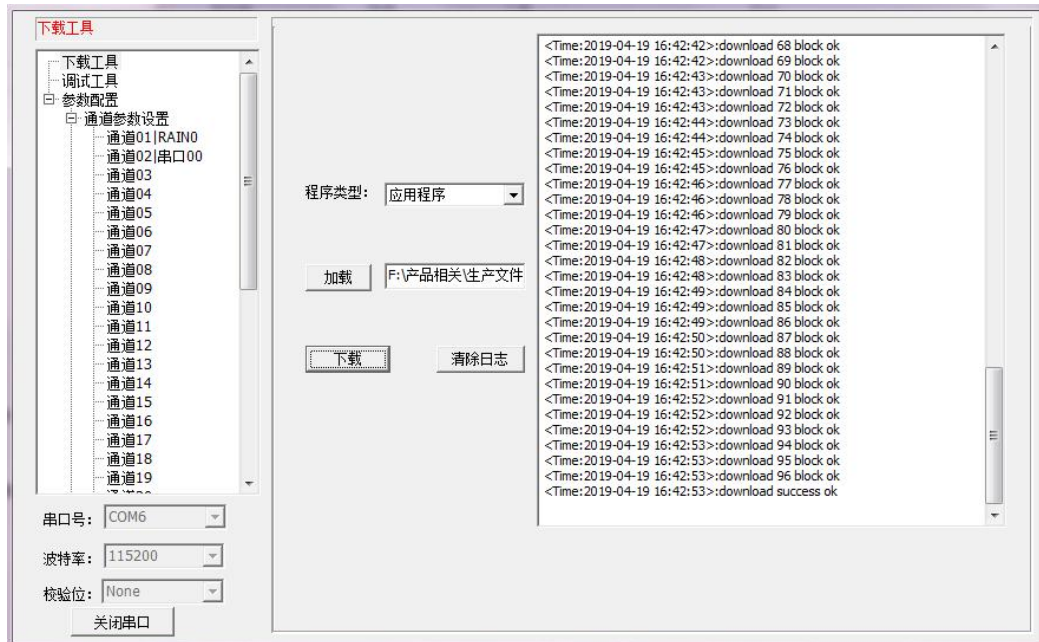 下载工具
下载工具
调试工具
参数配置
通道参数设置
通道01|RAIN0
通道02|串口00
通道03
通道04
通道05
通道06
通道07
通道08
通道09
通道10
通道11
通道12
通道13
通道14
通道15
通道16
通道17
通道18
通道19
串口号: COM6
波特率: 115200
校验位: None
关闭串口
程序类型: 应用程序
加载 F:\产品相关\生产文件
下载 清除日志
<Time:2019-04-19 16:42:42>:download 68 block ok
<Time:2019-04-19 16:42:42>:download 69 block ok
<Time:2019-04-19 16:42:43>:download 70 block ok
<Time:2019-04-19 16:42:43>:download 71 block ok
<Time:2019-04-19 16:42:43>:download 72 block ok
<Time:2019-04-19 16:42:44>:download 73 block ok
<Time:2019-04-19 16:42:44>:download 74 block ok
<Time:2019-04-19 16:42:45>:download 75 block ok
<Time:2019-04-19 16:42:45>:download 76 block ok
<Time:2019-04-19 16:42:46>:download 77 block ok
<Time:2019-04-19 16:42:46>:download 78 block ok
<Time:2019-04-19 16:42:46>:download 79 block ok
<Time:2019-04-19 16:42:47>:download 80 block ok
<Time:2019-04-19 16:42:47>:download 81 block ok
<Time:2019-04-19 16:42:48>:download 82 block ok
<Time:2019-04-19 16:42:48>:download 83 block ok
<Time:2019-04-19 16:42:49>:download 84 block ok
<Time:2019-04-19 16:42:49>:download 85 block ok
<Time:2019-04-19 16:42:49>:download 86 block ok
<Time:2019-04-19 16:42:50>:download 87 block ok
<Time:2019-04-19 16:42:50>:download 88 block ok
<Time:2019-04-19 16:42:51>:download 89 block ok
<Time:2019-04-19 16:42:51>:download 90 block ok
<Time:2019-04-19 16:42:52>:download 91 block ok
<Time:2019-04-19 16:42:52>:download 92 block ok
<Time:2019-04-19 16:42:52>:download 93 block ok
<Time:2019-04-19 16:42:53>:download 94 block ok
<Time:2019-04-19 16:42:53>:download 95 block ok
<Time:2019-04-19 16:42:53>:download 96 block ok
<Time:2019-04-19 16:42:53>:download success ok